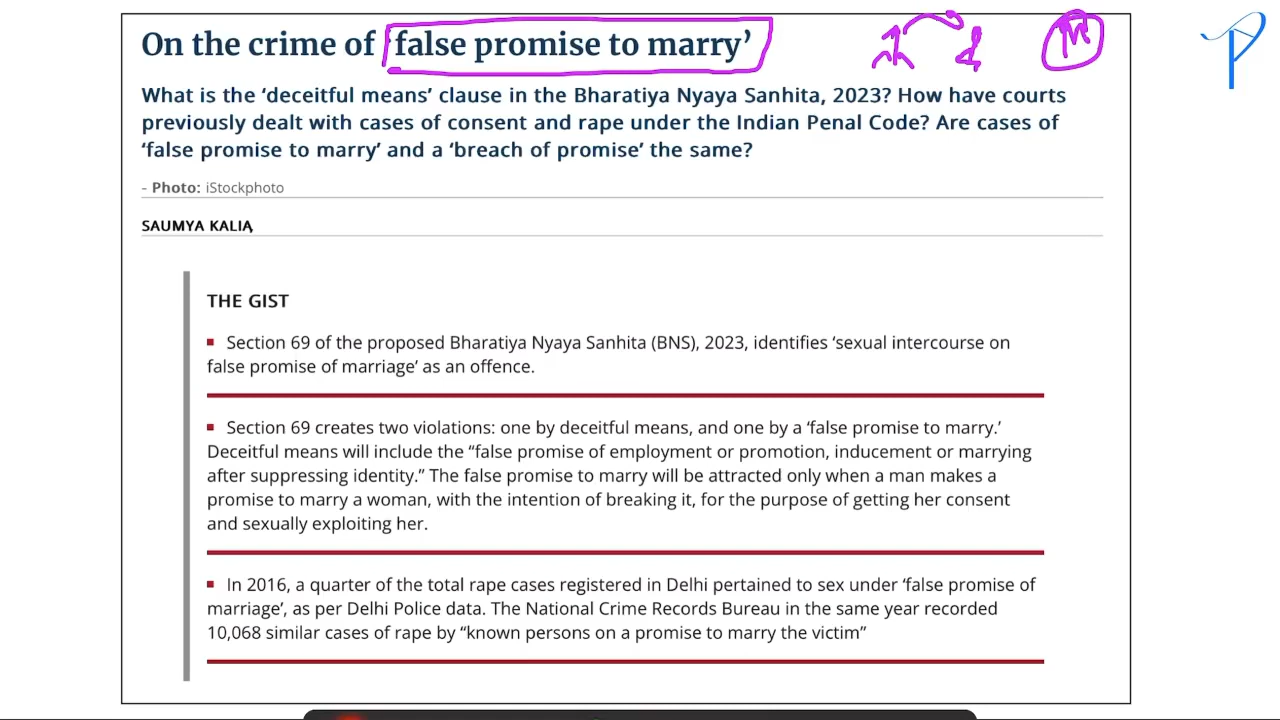 On the crime of ‘false promise to marry’
What is the ‘deceitful means’ clause in the Bharatiya Nyaya Sanhita, 2023? How have courts
previously dealt with cases of consent and rape under the Indian Penal Code? Are cases of
‘false promise to marry’ and a ‘breach of promise’ the same?
- Photo: iStockphoto
SAUMYA KALIA
THE GIST
Section 69 of the proposed Bharatiya Nyaya Sanhita (BNS), 2023, identifies ‘sexual intercourse on
false promise of marriage’ as an offence.
Section 69 creates two violations: one by deceitful means, and one by a ‘false promise to marry.’
Deceitful means will include the “false promise of employment or promotion, inducement or marrying
after suppressing identity.” The false promise to marry will be attracted only when a man makes a
promise to marry a woman, with the intention of breaking it, for the purpose of getting her consent
and sexually exploiting her.
In 2016, a quarter of the total rape cases registered in Delhi pertained to sex under ‘false promise of
marriage’, as per Delhi Police data. The National Crime Records Bureau in the same year recorded
10,068 similar cases of rape by “known persons on a promise to marry the victim”